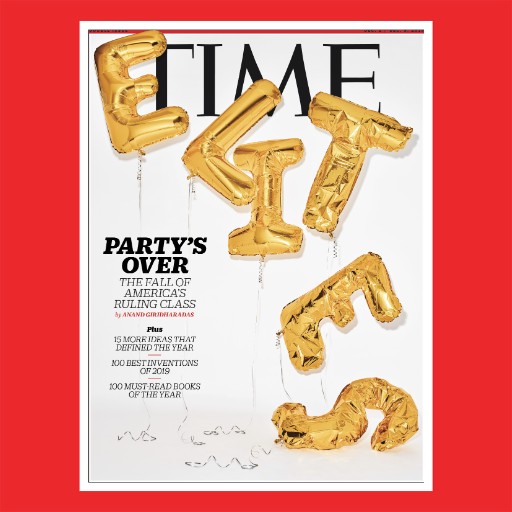 TIME
ELITES
PARTY'S
OVER
THE FALL OF
AMERICA'S
RULING CLASS
by ANAND GIRIDHARADAS
Plus
15 MORE IDEAS THAT
DEFINED THE YEAR
100 BEST INVENTIONS
OF 2019
100 MUST-READ BOOKS
OF THE YEAR